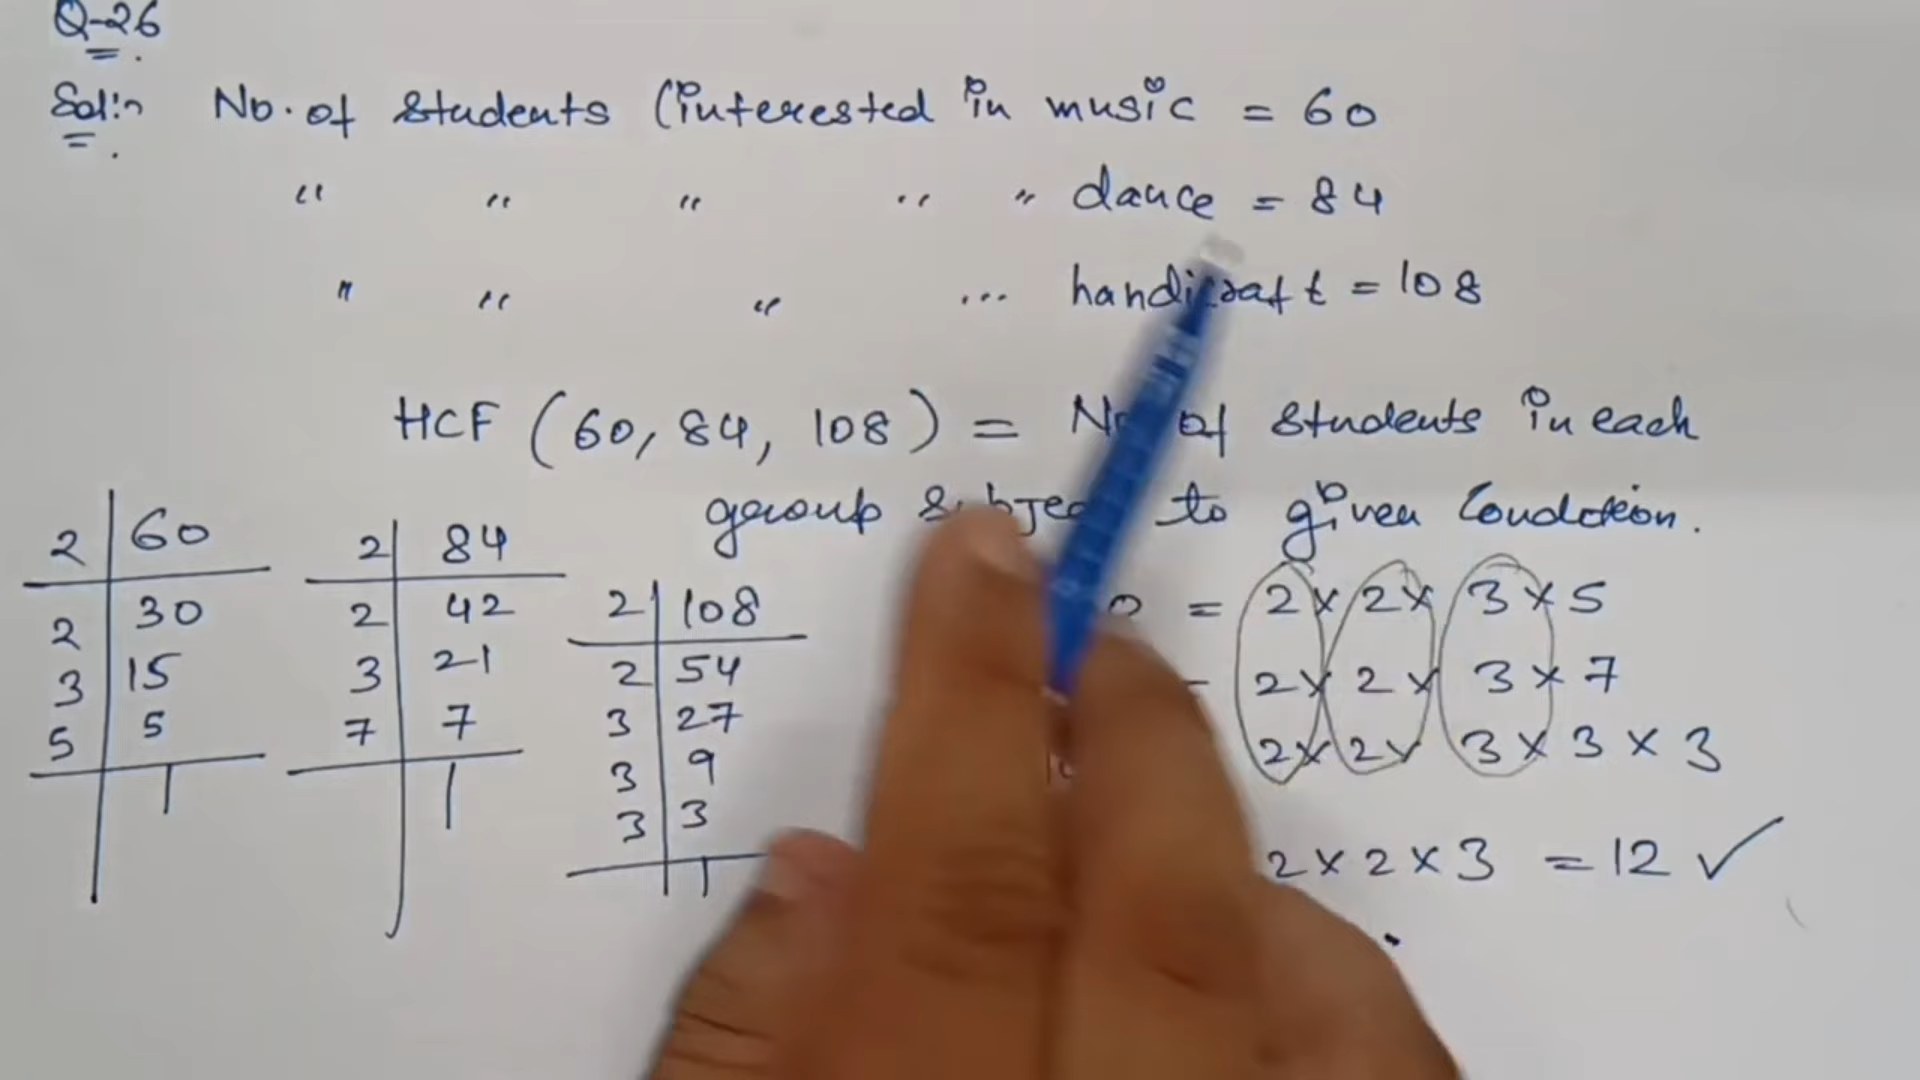 Q-26
Sol:n No. of students (interested in music = 60
" " " " " dance = 84
" " " ... handicraft = 108
HCF (60, 84, 108) = No of students in each
group subject to given Condition.
2 | 60
2 | 30
3 | 15
5 | 5
1
2 | 84
2 | 42
3 | 21
7 | 7
1
2 | 108
2 | 54
3 | 27
3 | 9
3 | 3
1
= 2 × 2 × 3 × 5
2 × 2 × 3 × 7
2 × 2 × 3 × 3 × 3
2 × 2 × 3 = 12 ✓